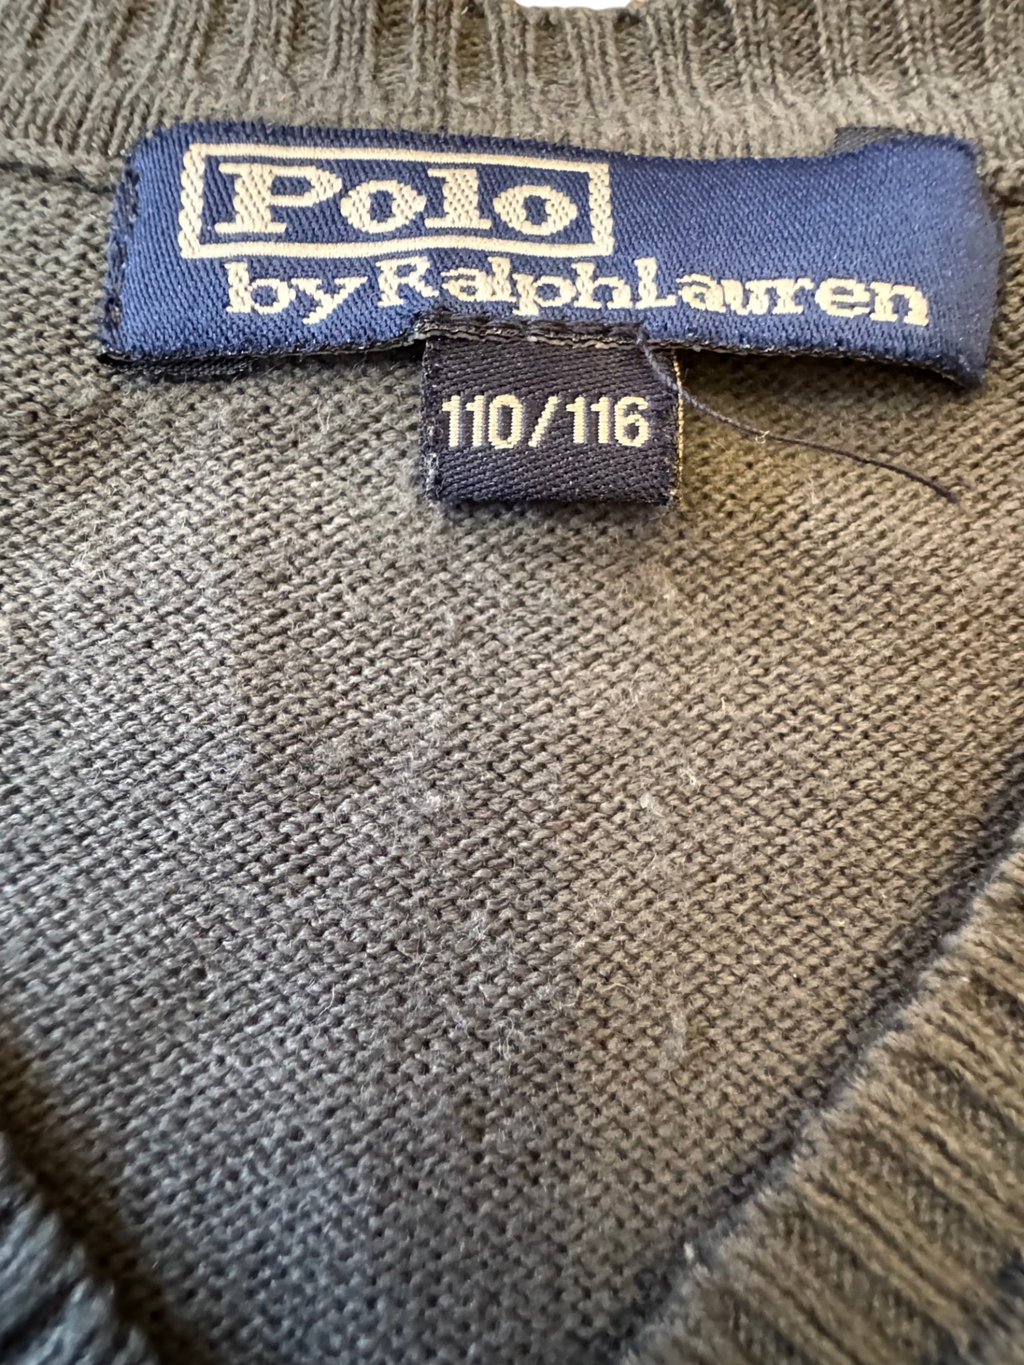 Polo
by Ralph Lauren
110/116